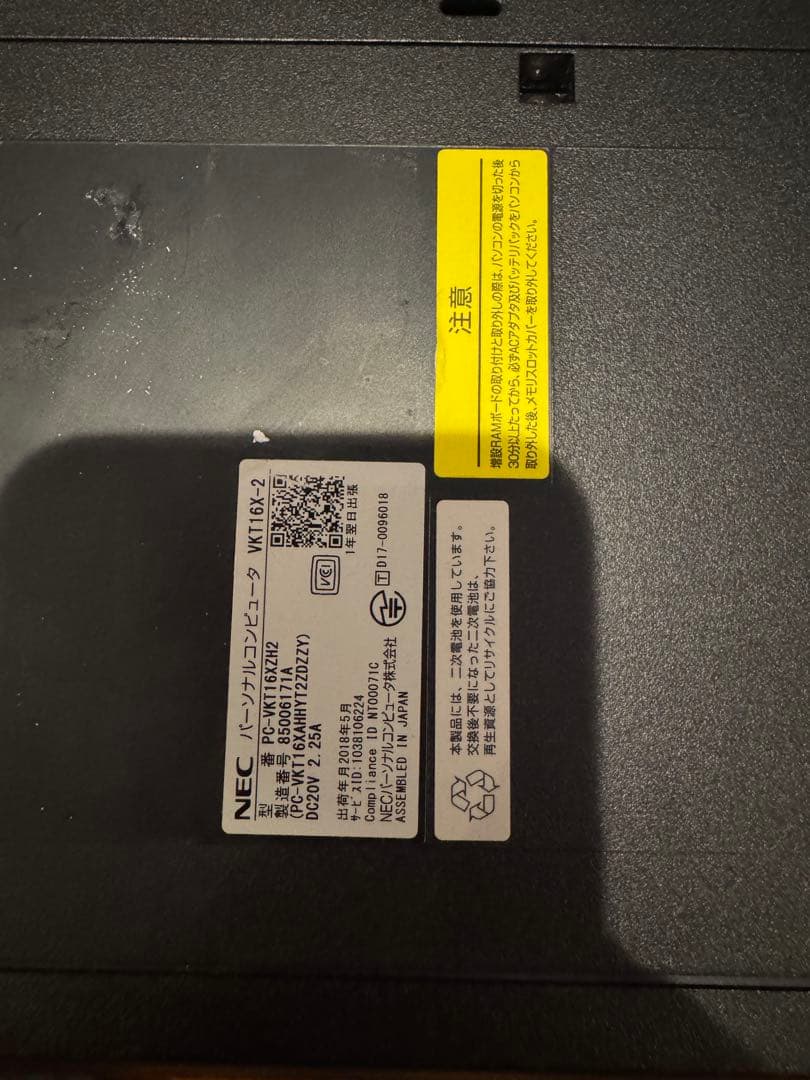 NEC パーソナルコンピュータ VKT16X-2
型 番 PC-VKT16XZH2
製造番号 85006171A
(PC-VKT16XAHHYT2ZDZZY)
DC20V 2.25A
1年翌日出張
出荷年月2018年5月
サービスID:1038106224
Compliance ID NT00071C
NECパーソナルコンピュータ株式会社
ASSEMBLED IN JAPAN
VCI
T D17-0096018
注意
増設RAMボードの取り付けと取り外しの際は、パソコンの電源を切った後
30分以上たってから、必ずACアダプタ及びバッテリパックをパソコンから
取り外した後、メモリスロットカバーを取り外してください。
本製品には、二次電池を使用しています。
交換後不要になった二次電池は、
再生資源としてリサイクルにご協力下さい。